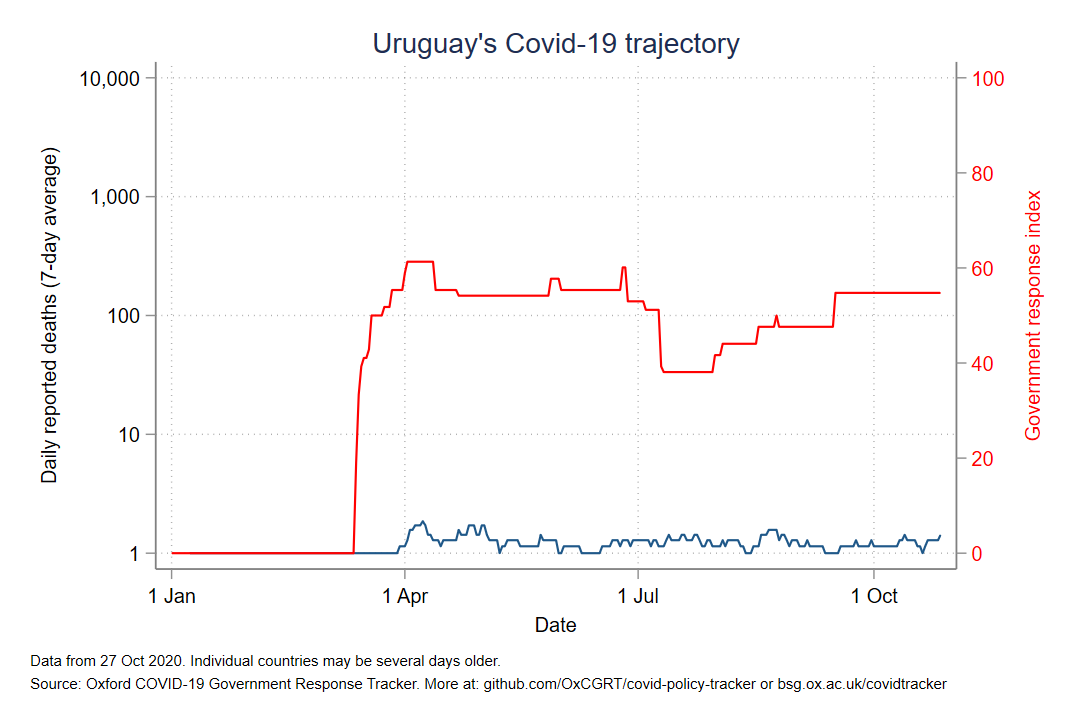 Uruguay's Covid-19 trajectory
Daily reported deaths (7-day average)
10,000
1,000
100
10
1
100
80
60
40
20
0
Government response index
1 Jan
1 Apr
1 Jul
1 Oct
Date
Data from 27 Oct 2020. Individual countries may be several days older.
Source: Oxford COVID-19 Government Response Tracker. More at: github.com/OxCGRT/covid-policy-tracker or bsg.ox.ac.uk/covidtracker